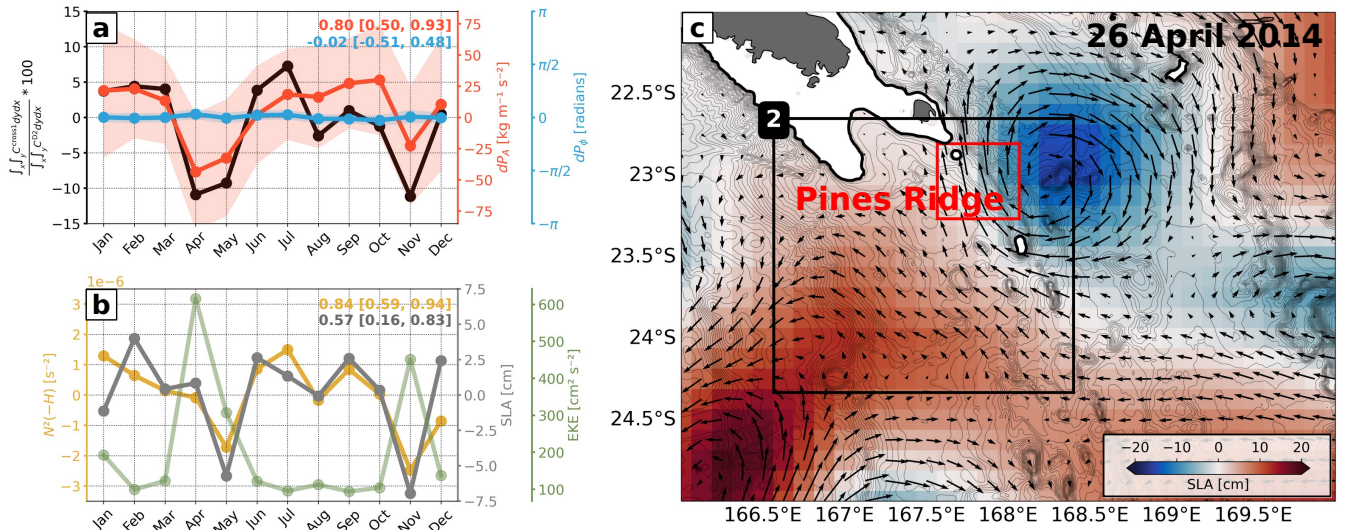 a
0.80 [0.50, 0.93]
-0.02 [-0.51, 0.48]
15
10
5
0
−5
−10
−15
∫x∫y C^cross1 dydx
∫x∫y C^D2 dydx
* 100
75
50
25
0
−25
−50
−75
dP_A [kg m⁻¹ s⁻²]
π
π/2
0
−π/2
−π
dP_ϕ [radians]
Jan Feb Mar Apr May Jun Jul Aug Sep Oct Nov Dec
b
1e−6
0.84 [0.59, 0.94]
0.57 [0.16, 0.83]
3
2
1
0
−1
−2
−3
N²(−H) [s⁻²]
7.5
5.0
2.5
0.0
−2.5
−5.0
−7.5
SLA [cm]
600
500
400
300
200
100
EKE [cm² s⁻²]
Jan Feb Mar Apr May Jun Jul Aug Sep Oct Nov Dec
c
26 April 2014
2
Pines Ridge
22.5°S
23°S
23.5°S
24°S
24.5°S
−20 −10 0 10 20
SLA [cm]
166.5°E 167°E 167.5°E 168°E 168.5°E 169°E 169.5°E